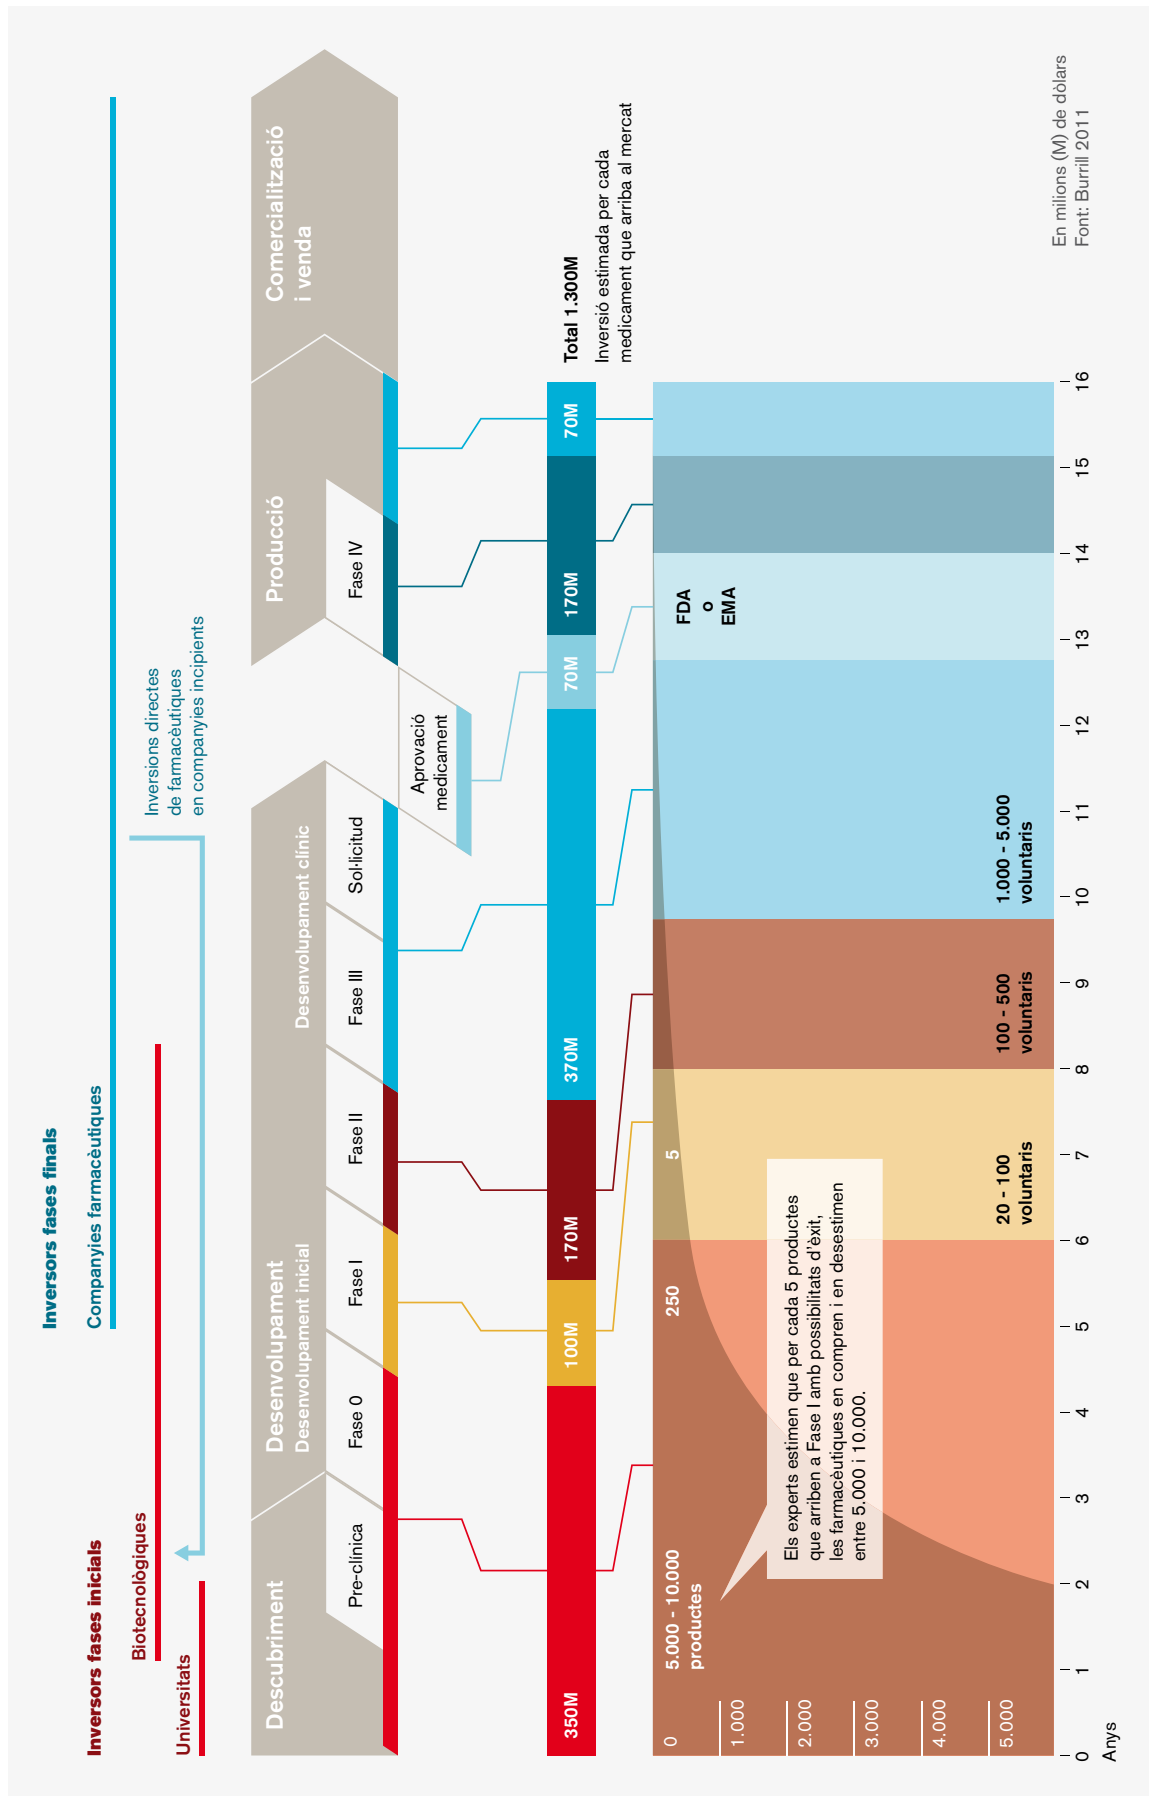 Inversors fases finals
Companyies farmacèutiques
Inversors fases inicials
Biotecnològiques
Universitats
Inversions directes
de farmacèutiques
en companyies incipients
Descubriment
Desenvolupament
Desenvolupament inicial
Desenvolupament clínic
Producció
Comercialització
i venda
Pre-clínica
Fase 0
Fase I
Fase II
Fase III
Sol·licitud
Fase IV
Aprovació
medicament
350M
100M
170M
370M
70M
170M
70M
Total 1.300M
Inversió estimada per cada
medicament que arriba al mercat
5.000 - 10.000
productes
250
5
FDA
o
EMA
Els experts estimen que per cada 5 productes
que arriben a Fase I amb possibilitats d’èxit,
les farmacèutiques en compren i en desestimen
entre 5.000 i 10.000.
20 - 100
voluntaris
100 - 500
voluntaris
1.000 - 5.000
voluntaris
0
1.000
2.000
3.000
4.000
5.000
0
1
2
3
4
5
6
7
8
9
10
11
12
13
14
15
16
Anys
En milions (M) de dòlars
Font: Burrill 2011